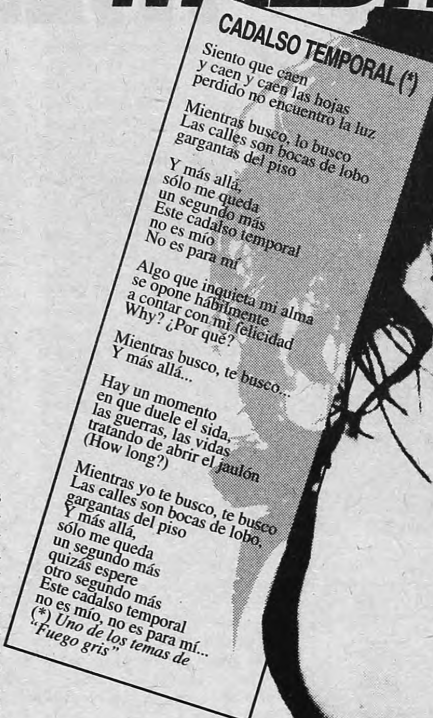 CADALSO TEMPORAL (*)
Siento que caen
y caen y caen las hojas
perdido no encuentro la luz
Mientras busco, lo busco
Las calles son bocas de lobo
gargantas del piso
Y más allá,
sólo me queda
un segundo más
Este cadalso temporal
no es mío
No es para mí
Algo que inquieta mi alma
se opone hábilmente
a contar con mi felicidad
Why? ¿Por qué?
Mientras busco, te busco...
Y más allá...
Hay un momento
en que duele el sida,
las guerras, las vidas
tratando de abrir el jaulón
(How long?)
Mientras yo te busco, te busco
Las calles son bocas de lobo,
gargantas del piso
Y más allá,
sólo me queda
un segundo más
quizás espere
otro segundo más
Este cadalso temporal
no es mío, no es para mí...
(*) Uno de los temas de
"Fuego gris"